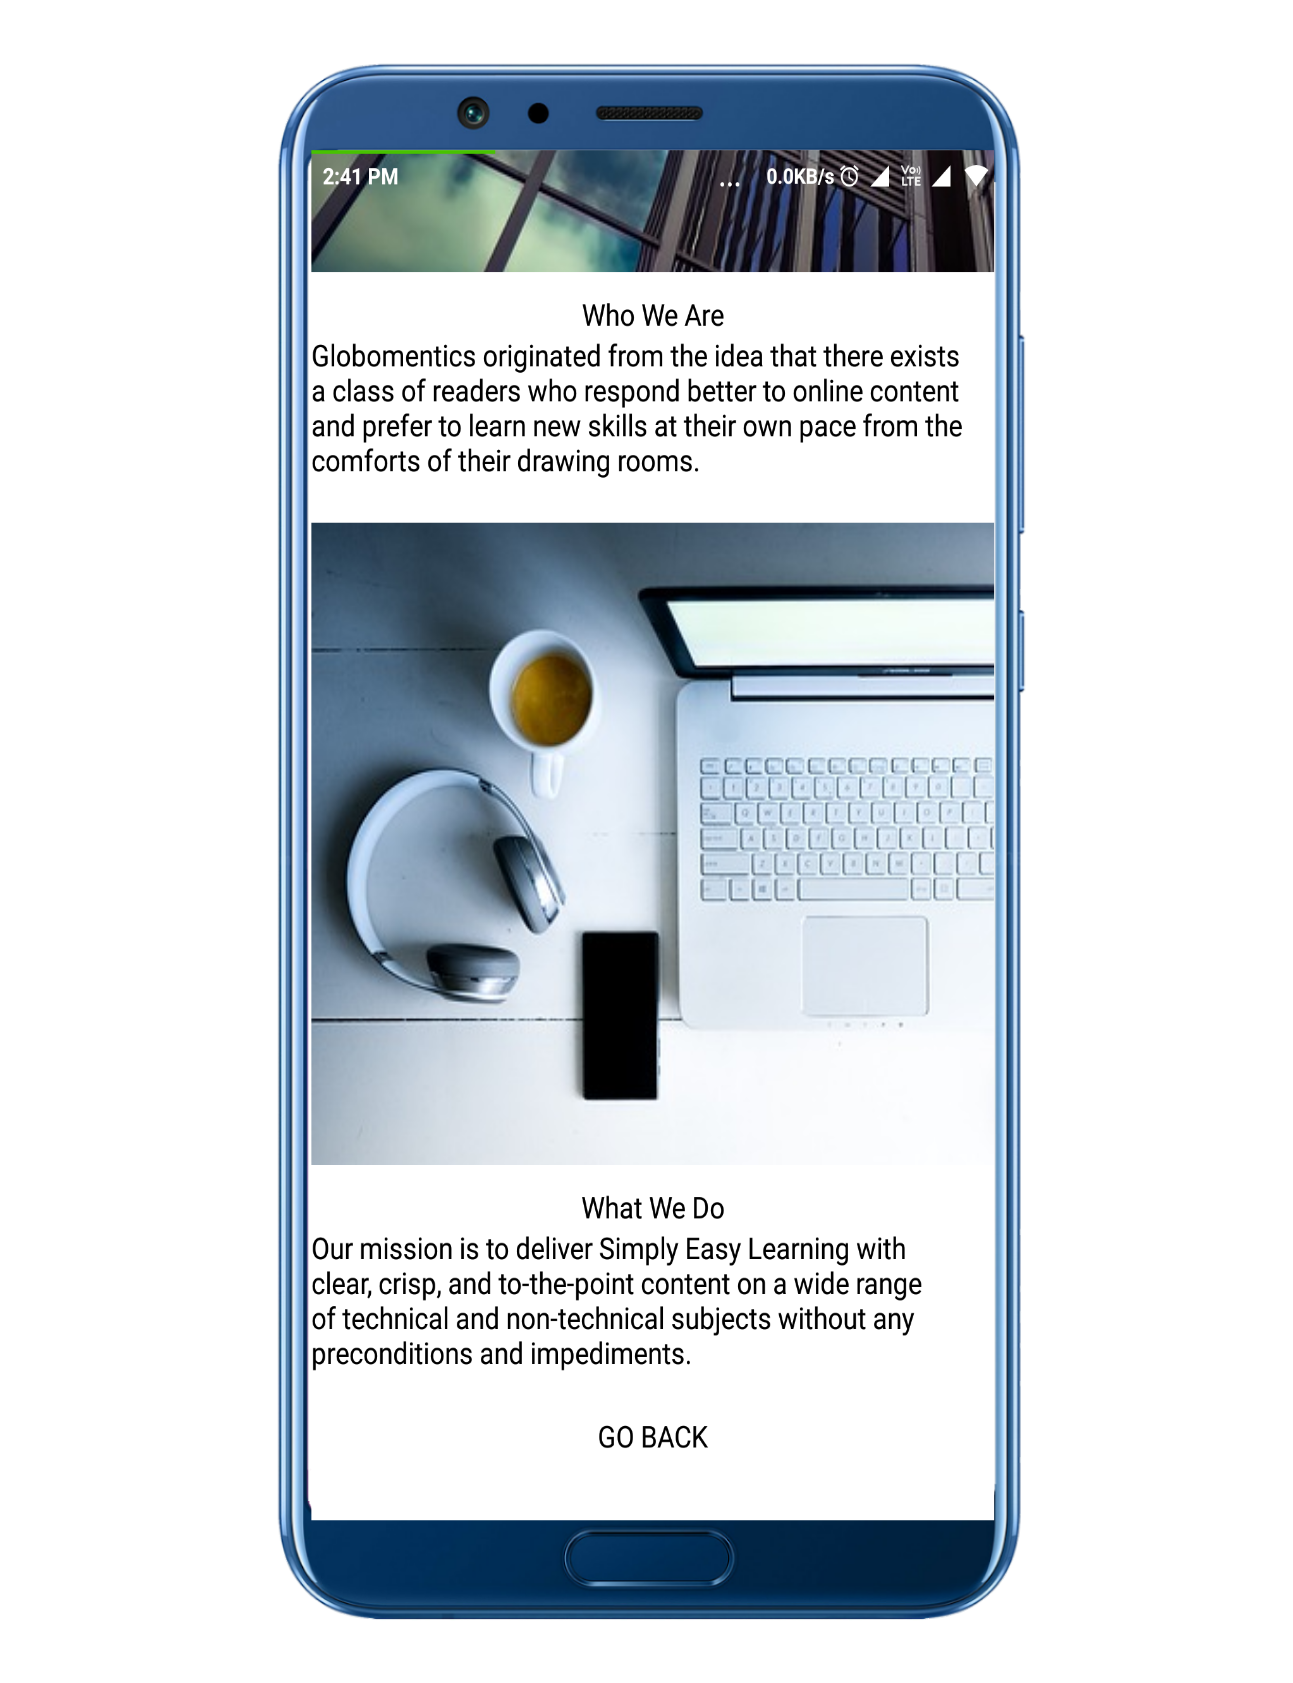 2:41 PM ... 0.0KB/s Vo) LTE
Who We Are
Globomentics originated from the idea that there exists
a class of readers who respond better to online content
and prefer to learn new skills at their own pace from the
comforts of their drawing rooms.
What We Do
Our mission is to deliver Simply Easy Learning with
clear, crisp, and to-the-point content on a wide range
of technical and non-technical subjects without any
preconditions and impediments.
GO BACK